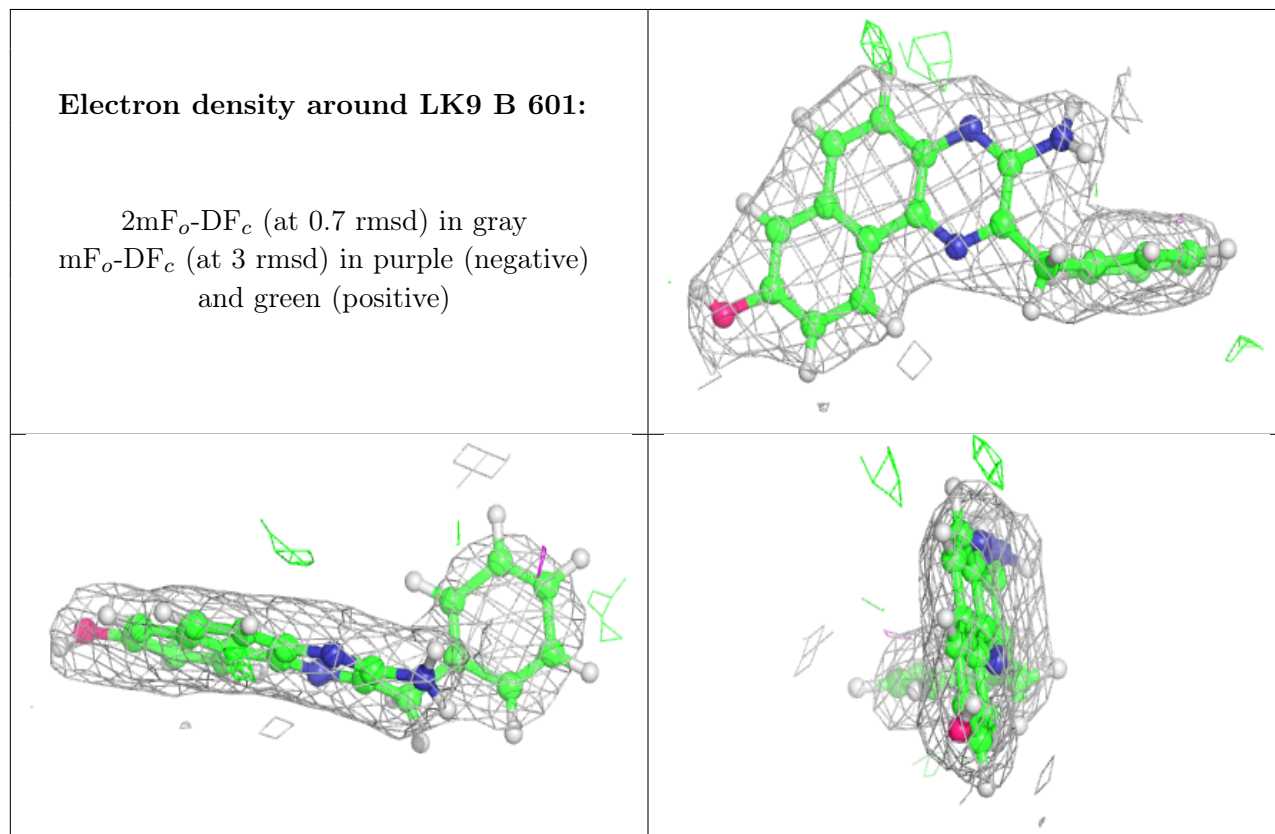 Electron density around LK9 B 601:
2mFo-DFc (at 0.7 rmsd) in gray
mFo-DFc (at 3 rmsd) in purple (negative)
and green (positive)